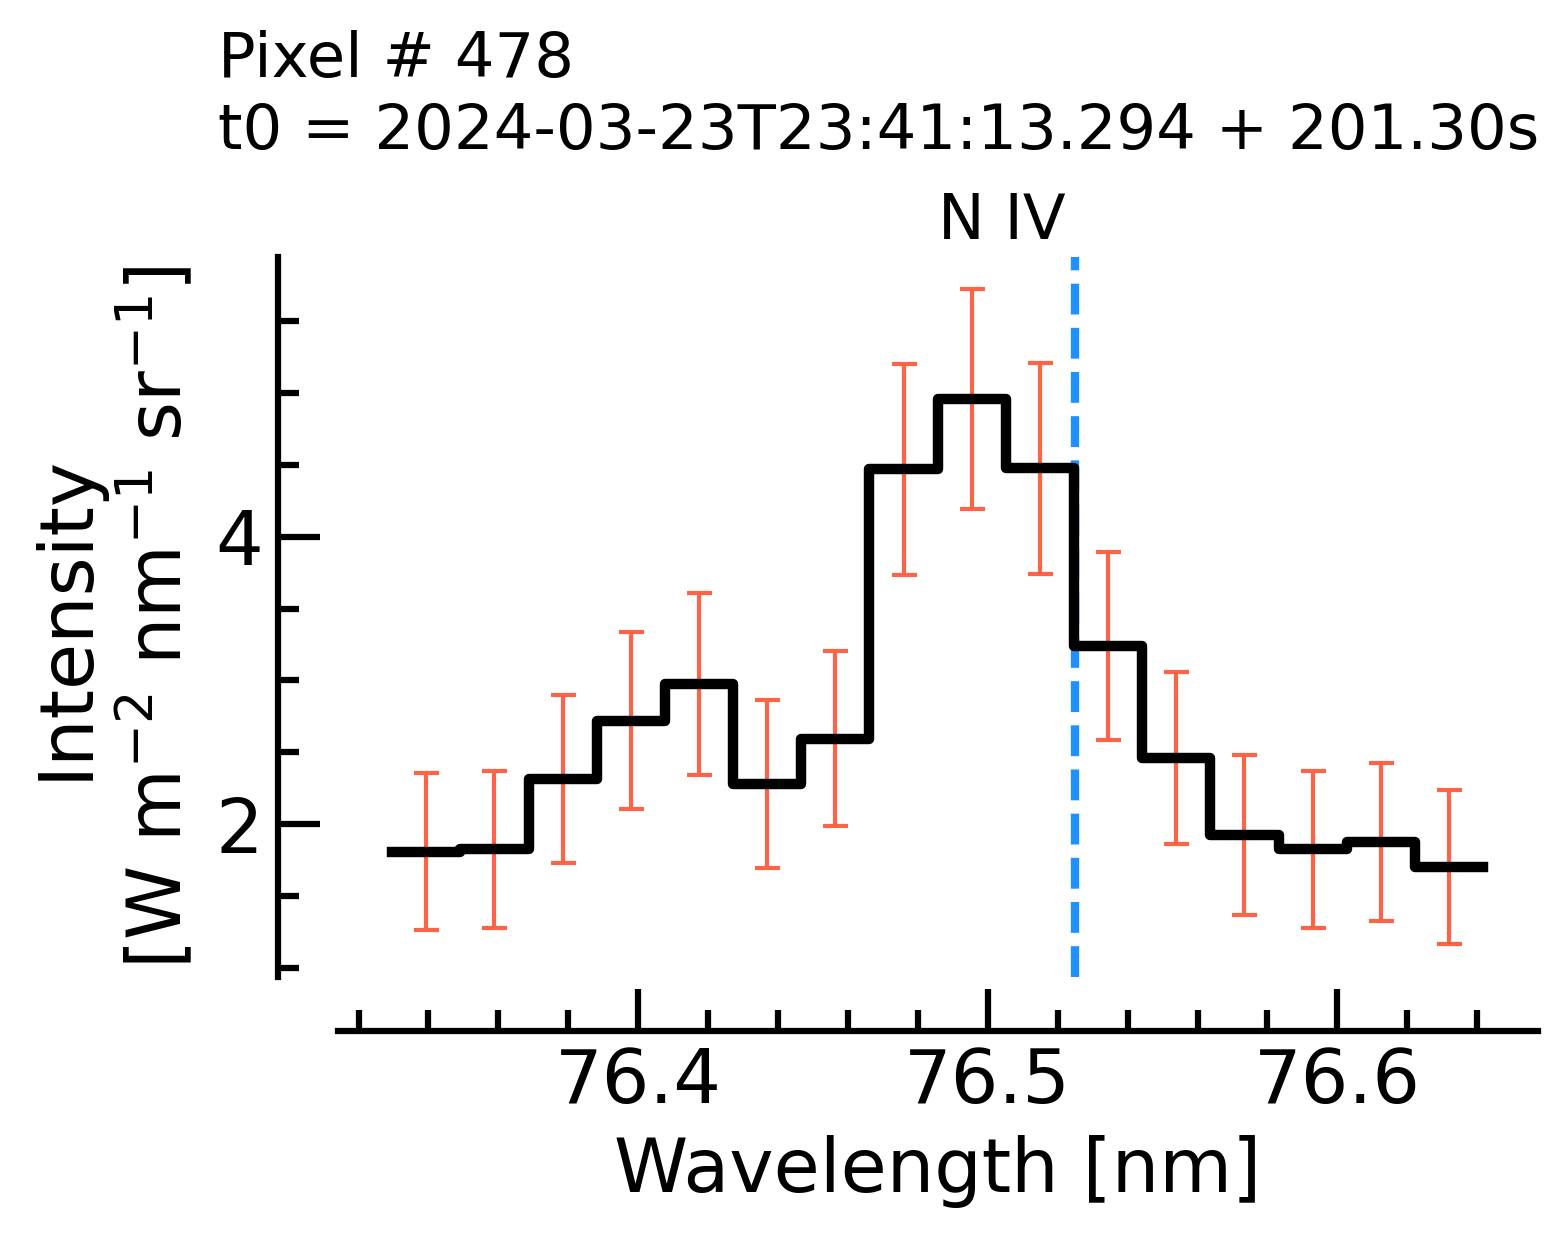 Pixel # 478
t0 = 2024-03-23T23:41:13.294 + 201.30s
N IV
Intensity
[W m⁻² nm⁻¹ sr⁻¹]
4
2
76.4 76.5 76.6
Wavelength [nm]